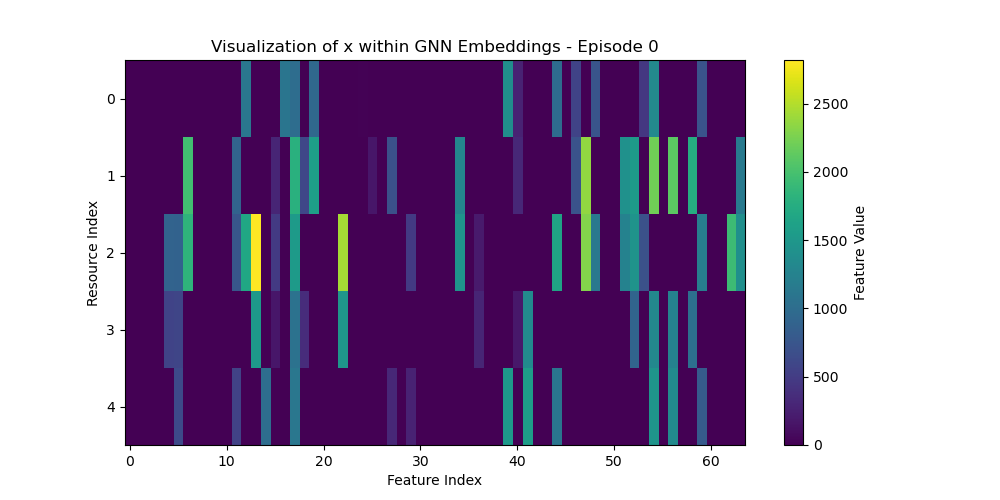 Visualization of x within GNN Embeddings - Episode 0
Resource Index
0
1
2
3
4
0 10 20 30 40 50 60
Feature Index
2500
2000
1500
1000
500
0
Feature Value